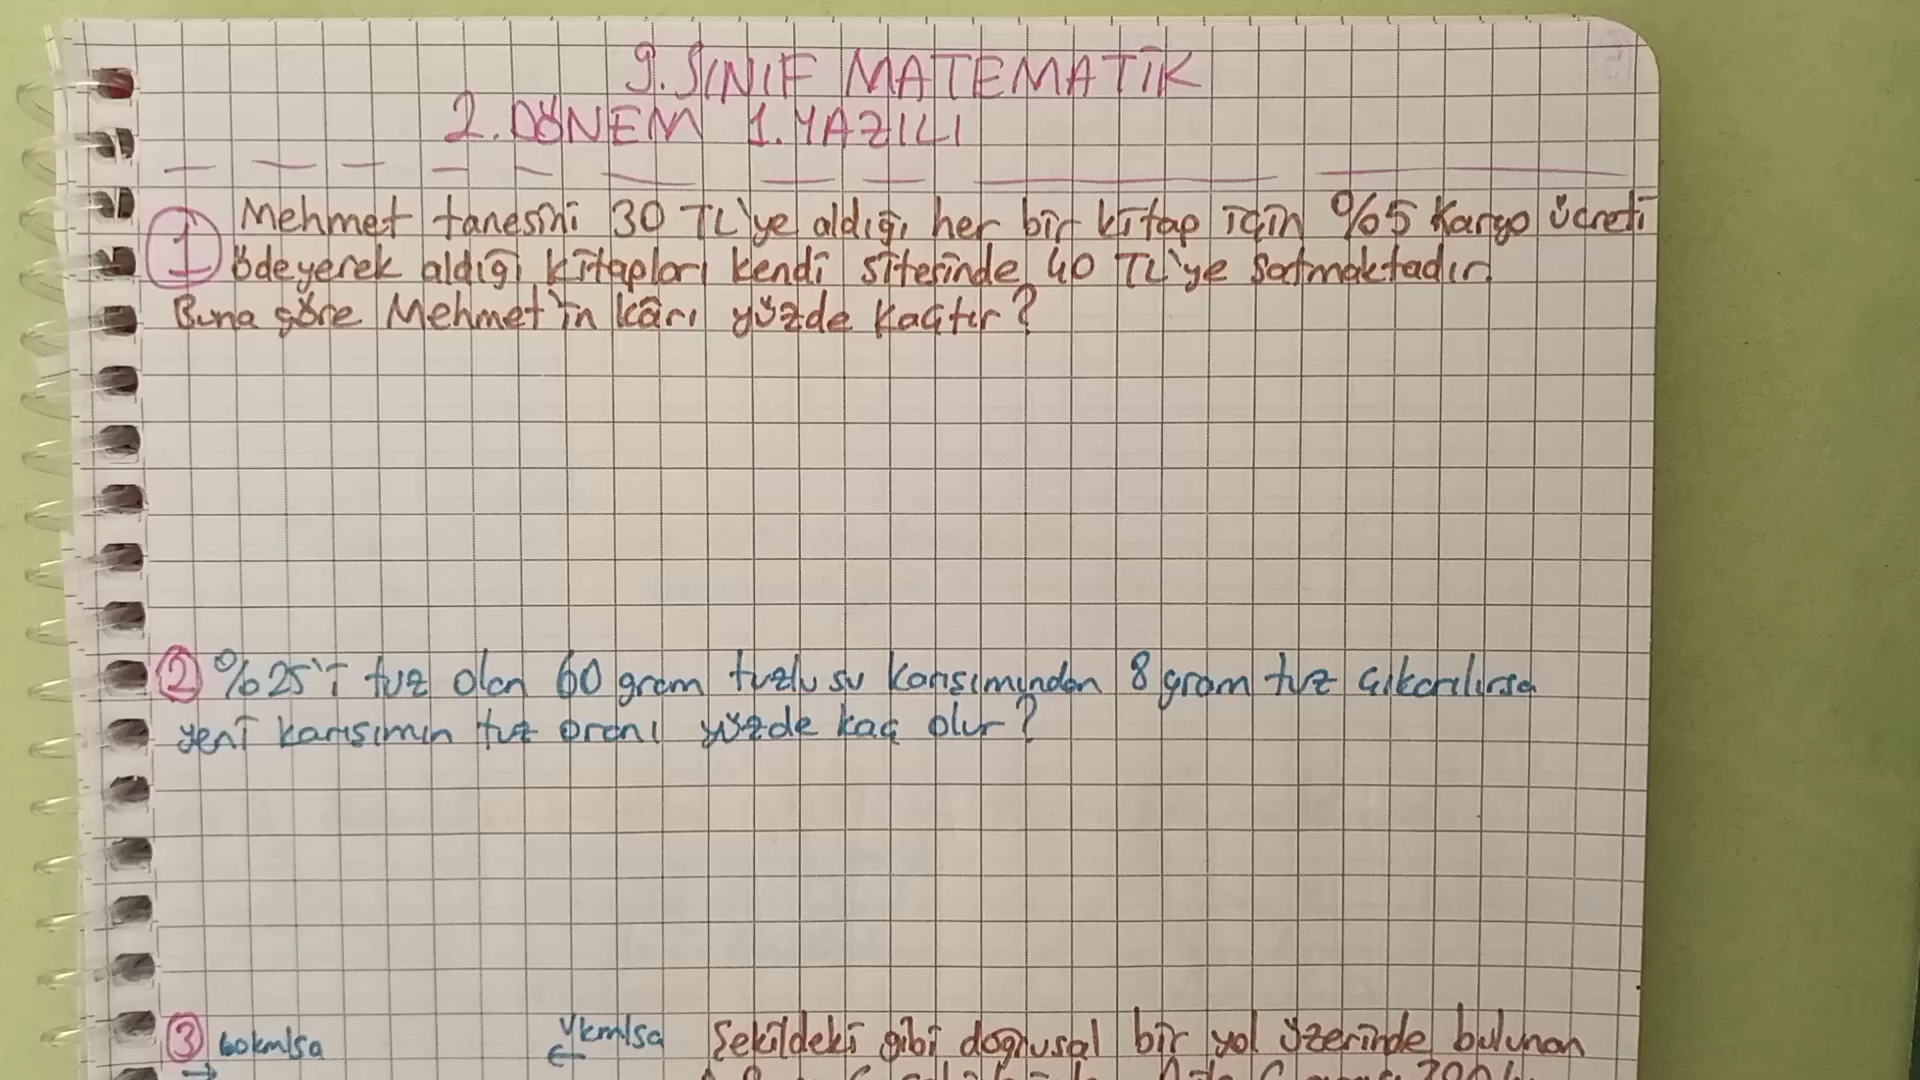 9. SINIF MATEMATİK
2. DÖNEM 1. YAZILI
1 Mehmet tanesini 30 TL'ye aldığı her bir kitap için %5 Kargo ücreti
ödeyerek aldığı kitapları kendi sitesinde 40 TL'ye satmaktadır
Buna göre Mehmet'in kârı yüzde kaçtır?
2 %25'i tuz olan 60 gram tuzlu su karışımından 8 gram tuz çıkarılırsa
yeni karışımın tuz oranı yüzde kaç olur?
3 60km/sa Vkm/sa Şekildeki gibi doğrusal bir yol üzerinde bulunan